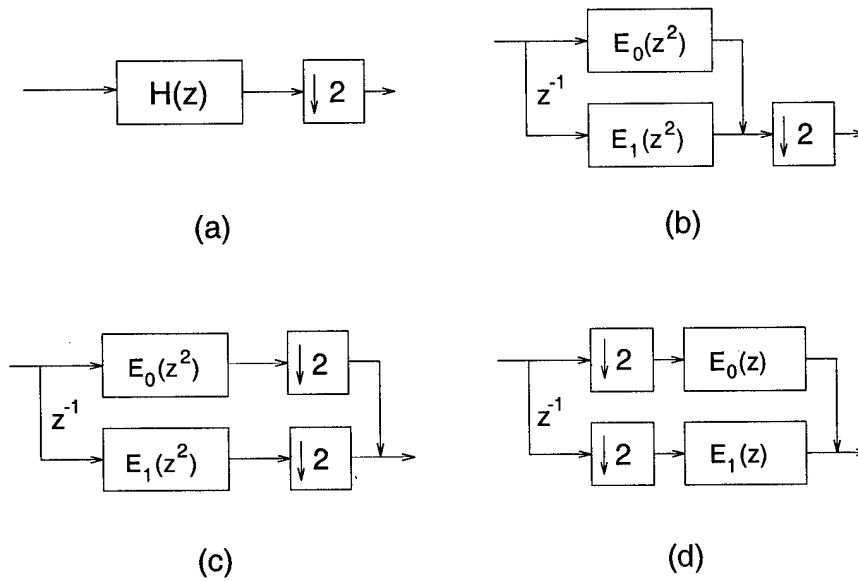 H(z)
↓ 2
(a)
E₀(z²)
z⁻¹
E₁(z²)
↓ 2
(b)
E₀(z²)
↓ 2
z⁻¹
E₁(z²)
↓ 2
(c)
↓ 2
E₀(z)
z⁻¹
↓ 2
E₁(z)
(d)